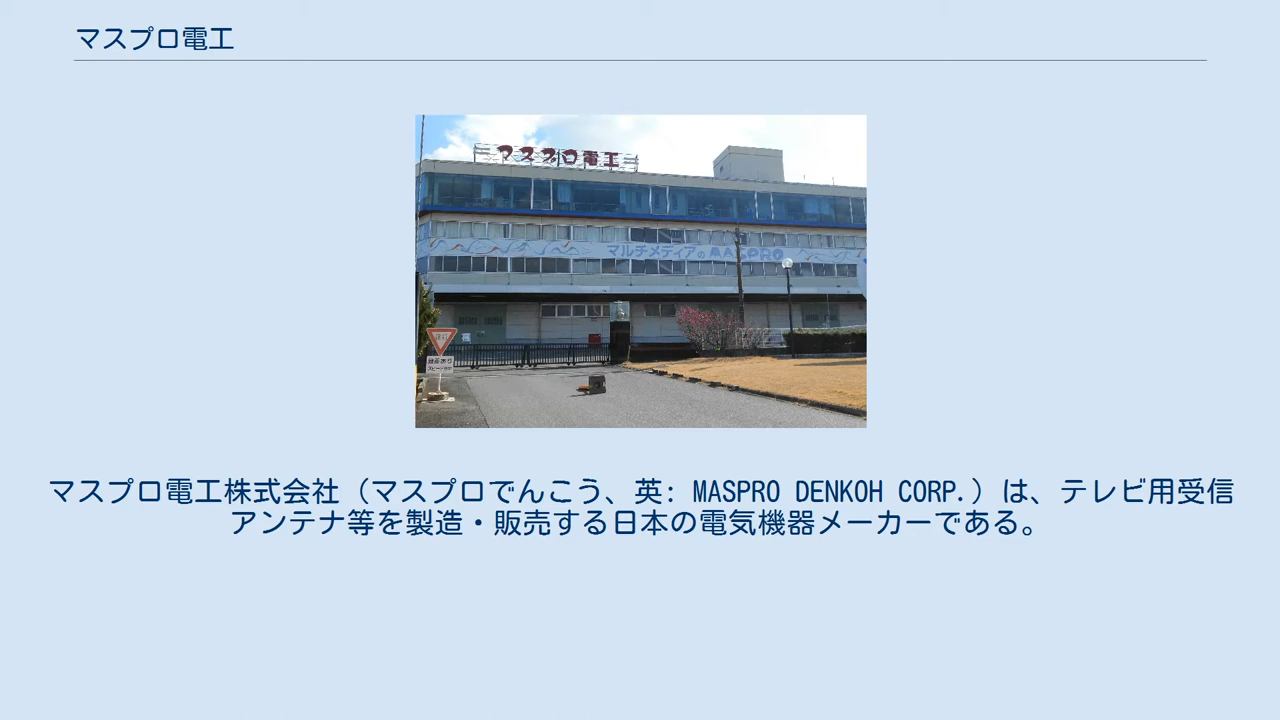 マスプロ電工
マスプロ電工
マルチメディアのMASPRO
徐行
マスプロ電工株式会社（マスプロでんこう、英: MASPRO DENKOH CORP.）は、テレビ用受信
アンテナ等を製造・販売する日本の電気機器メーカーである。